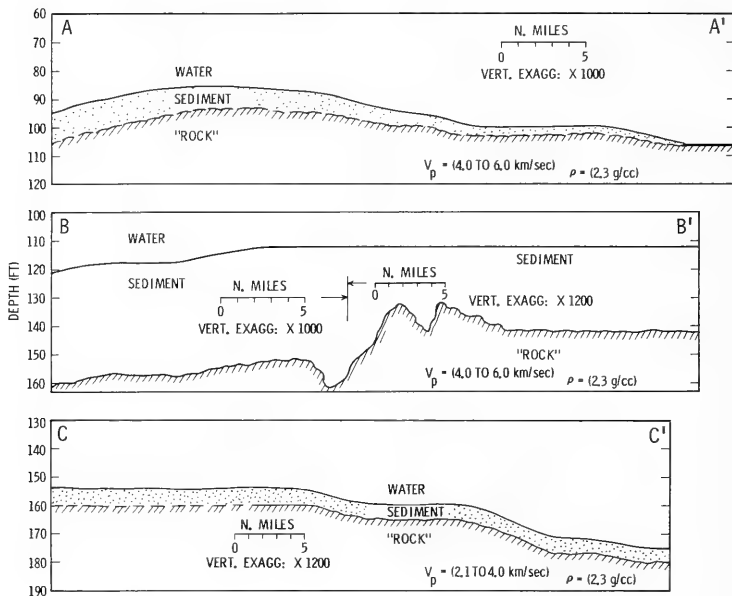 60
70
80
90
100
110
120
A
A'
N. MILES
0 5
VERT. EXAGG: X 1000
WATER
SEDIMENT
"ROCK"
Vp = (4.0 TO 6.0 km/sec) ρ = (2.3 g/cc)
DEPTH (FT)
100
110
120
130
140
150
160
B
B'
WATER
SEDIMENT
SEDIMENT
N. MILES
0 5
VERT. EXAGG: X 1000
N. MILES
0 5
VERT. EXAGG: X 1200
"ROCK"
Vp = (4.0 TO 6.0 km/sec) ρ = (2.3 g/cc)
130
140
150
160
170
180
190
C
C'
WATER
SEDIMENT
"ROCK"
N. MILES
0 5
VERT. EXAGG: X 1200
Vp = (2.1 TO 4.0 km/sec) ρ = (2.3 g/cc)